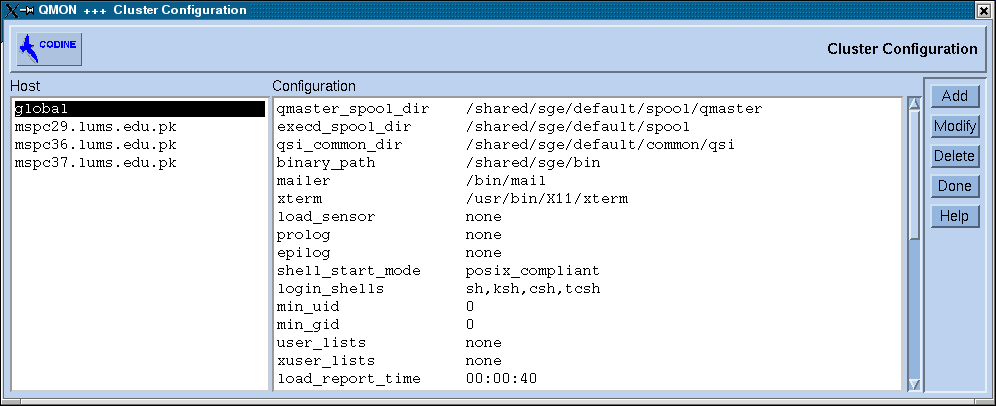 QMON +++ Cluster Configuration
CODINE
Cluster Configuration
Host
global
mspc29.lums.edu.pk
mspc36.lums.edu.pk
mspc37.lums.edu.pk
Configuration
qmaster_spool_dir /shared/sge/default/spool/qmaster
execd_spool_dir /shared/sge/default/spool
qsi_common_dir /shared/sge/default/common/qsi
binary_path /shared/sge/bin
mailer /bin/mail
xterm /usr/bin/X11/xterm
load_sensor none
prolog none
epilog none
shell_start_mode posix_compliant
login_shells sh,ksh,csh,tcsh
min_uid 0
min_gid 0
user_lists none
xuser_lists none
load_report_time 00:00:40
Add
Modify
Delete
Done
Help